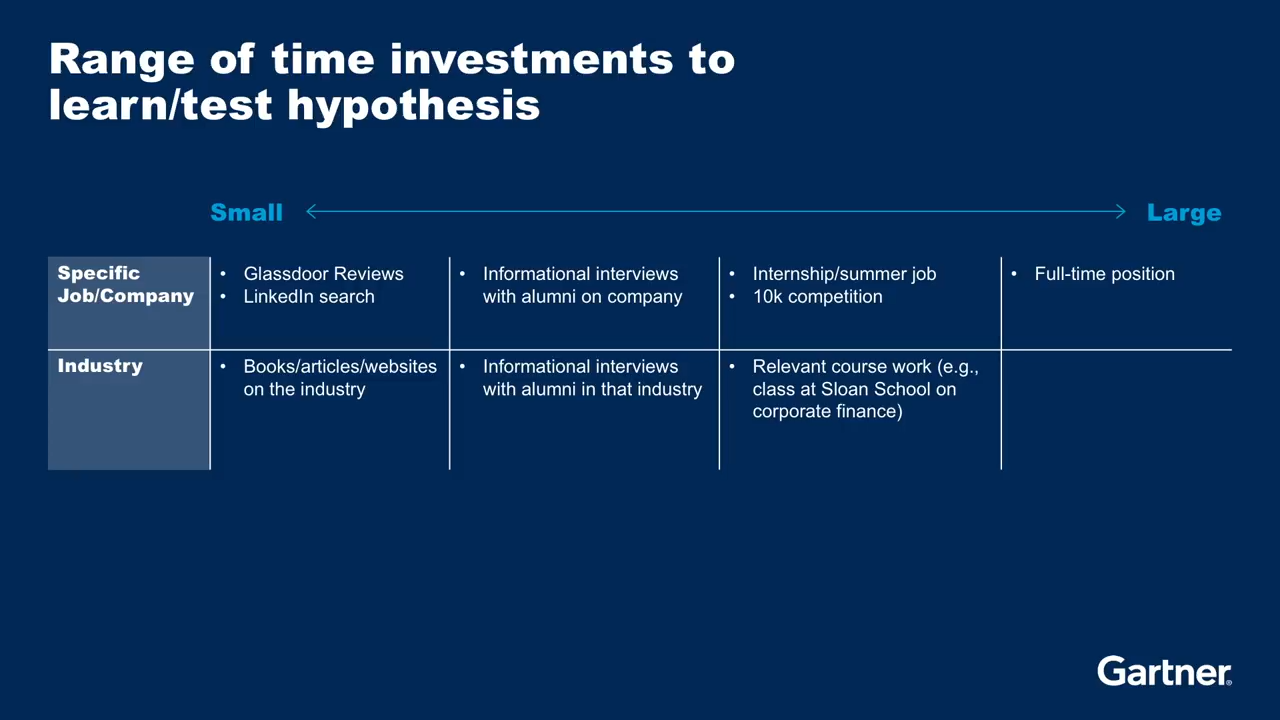 Range of time investments to
learn/test hypothesis
Small
Large
Specific
Job/Company
• Glassdoor Reviews
• LinkedIn search
• Informational interviews
with alumni on company
• Internship/summer job
• 10k competition
• Full-time position
Industry
• Books/articles/websites
on the industry
• Informational interviews
with alumni in that industry
• Relevant course work (e.g.,
class at Sloan School on
corporate finance)
Gartner®